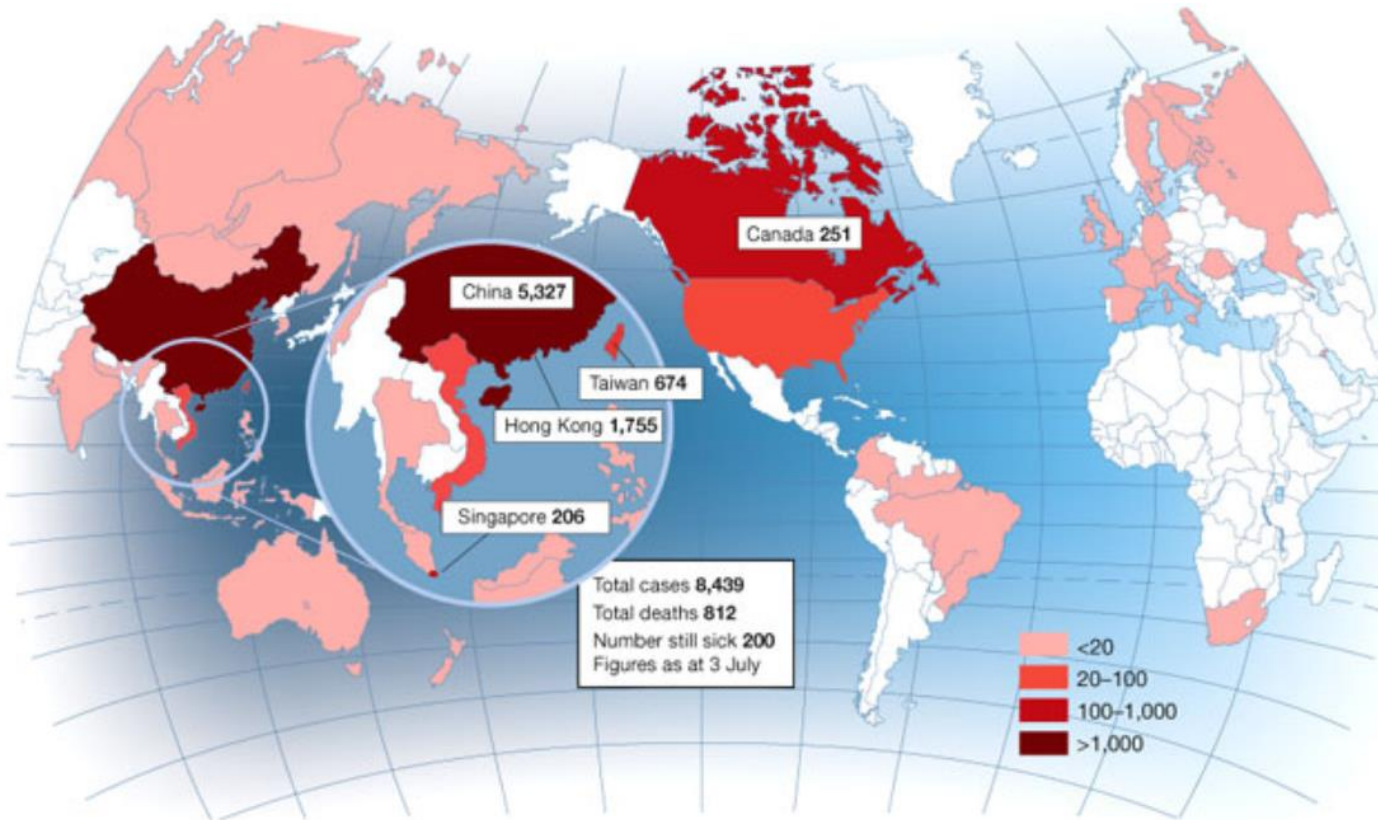 Canada 251
China 5,327
Taiwan 674
Hong Kong 1,755
Singapore 206
Total cases 8,439
Total deaths 812
Number still sick 200
Figures as at 3 July
<20
20–100
100–1,000
>1,000